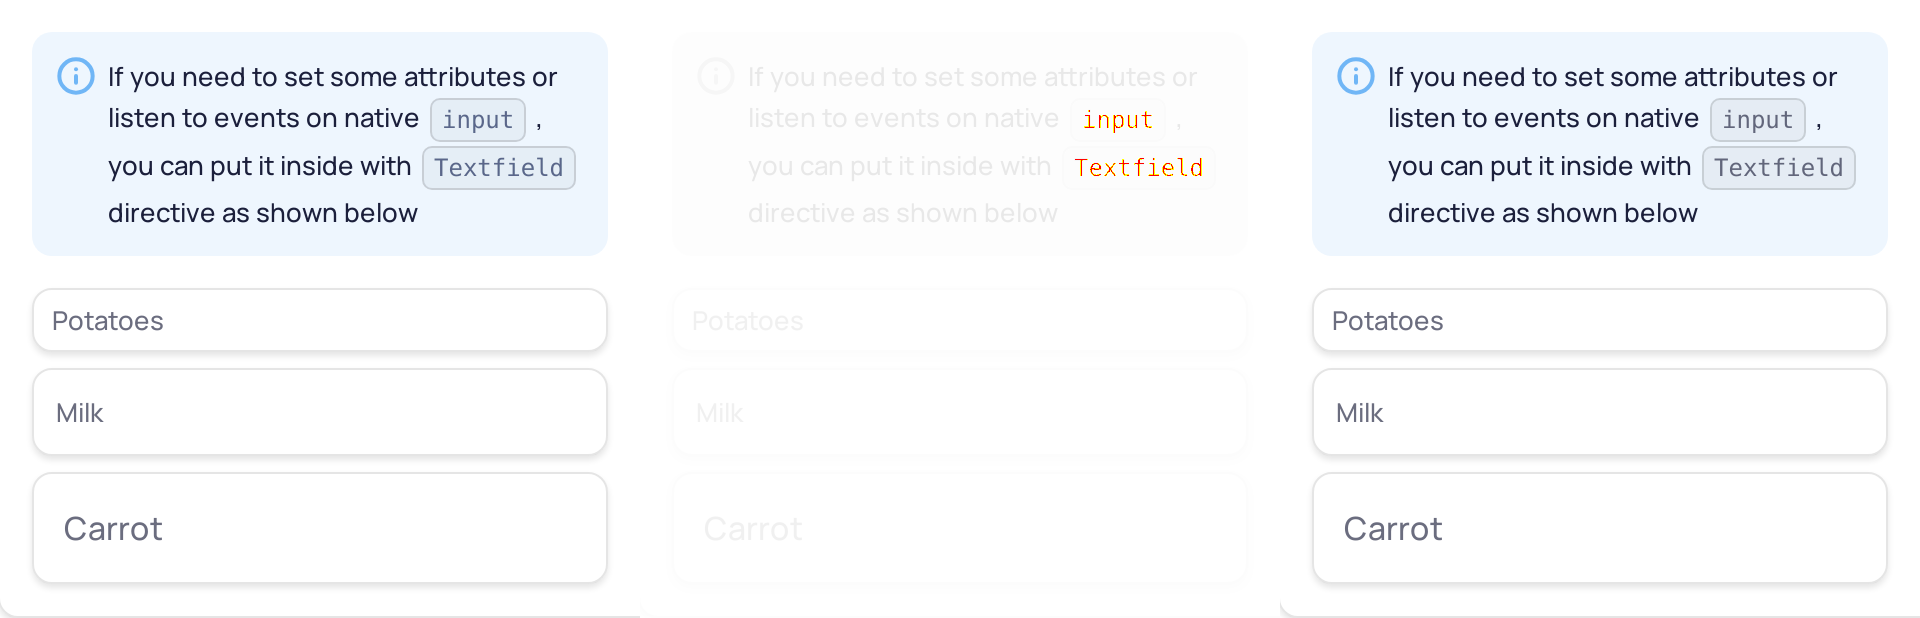 If you need to set some attributes or
listen to events on native input ,
you can put it inside with Textfield
directive as shown below
Potatoes
Milk
Carrot
If you need to set some attributes or
listen to events on native input ,
you can put it inside with Textfield
directive as shown below
Potatoes
Milk
Carrot
If you need to set some attributes or
listen to events on native input ,
you can put it inside with Textfield
directive as shown below
Potatoes
Milk
Carrot